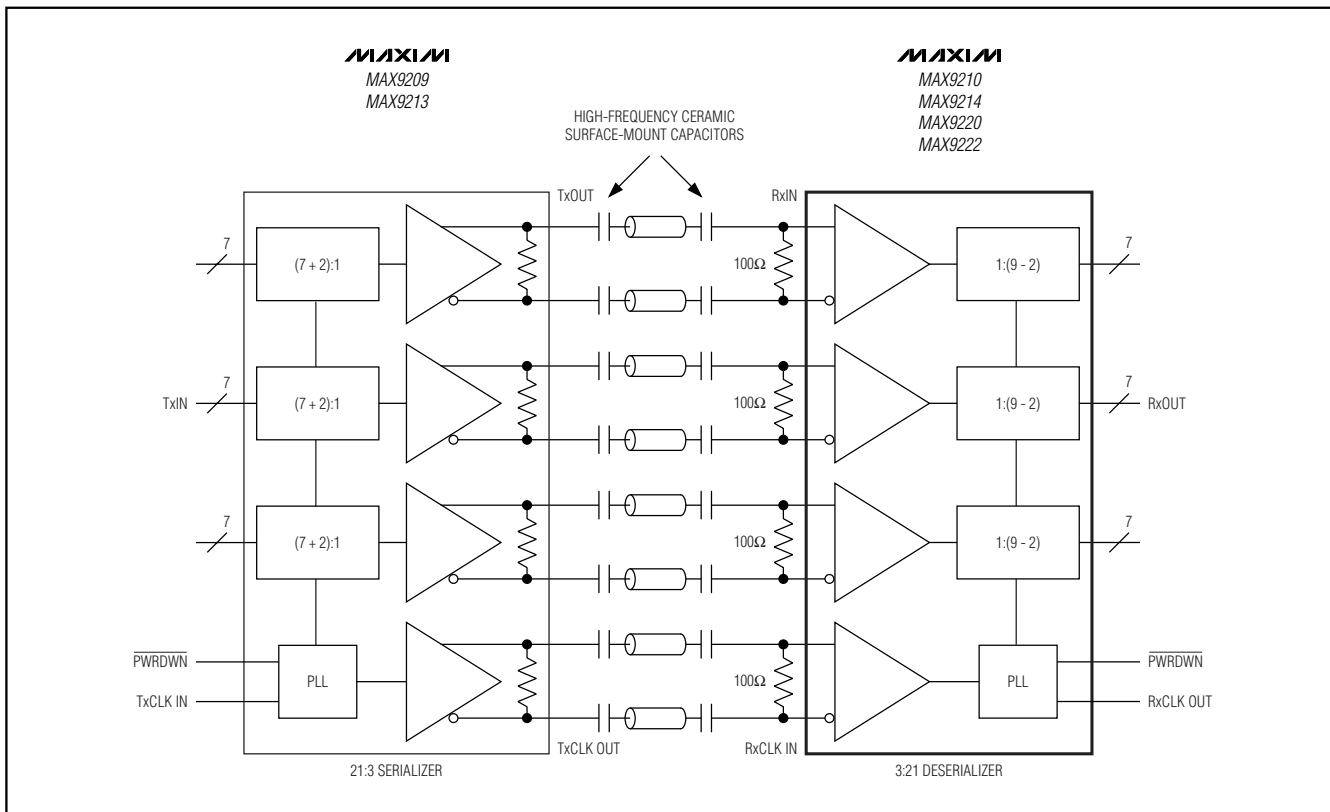 MAXIM
MAX9209
MAX9213
MAXIM
MAX9210
MAX9214
MAX9220
MAX9222
HIGH-FREQUENCY CERAMIC
SURFACE-MOUNT CAPACITORS
TxOUT
RxIN
7
(7 + 2):1
100Ω
1:(9 - 2)
7
TxIN
7
(7 + 2):1
100Ω
1:(9 - 2)
7
RxOUT
7
(7 + 2):1
100Ω
1:(9 - 2)
7
PWRDWN
TxCLK IN
PLL
100Ω
PLL
PWRDWN
RxCLK OUT
TxCLK OUT
RxCLK IN
21:3 SERIALIZER
3:21 DESERIALIZER